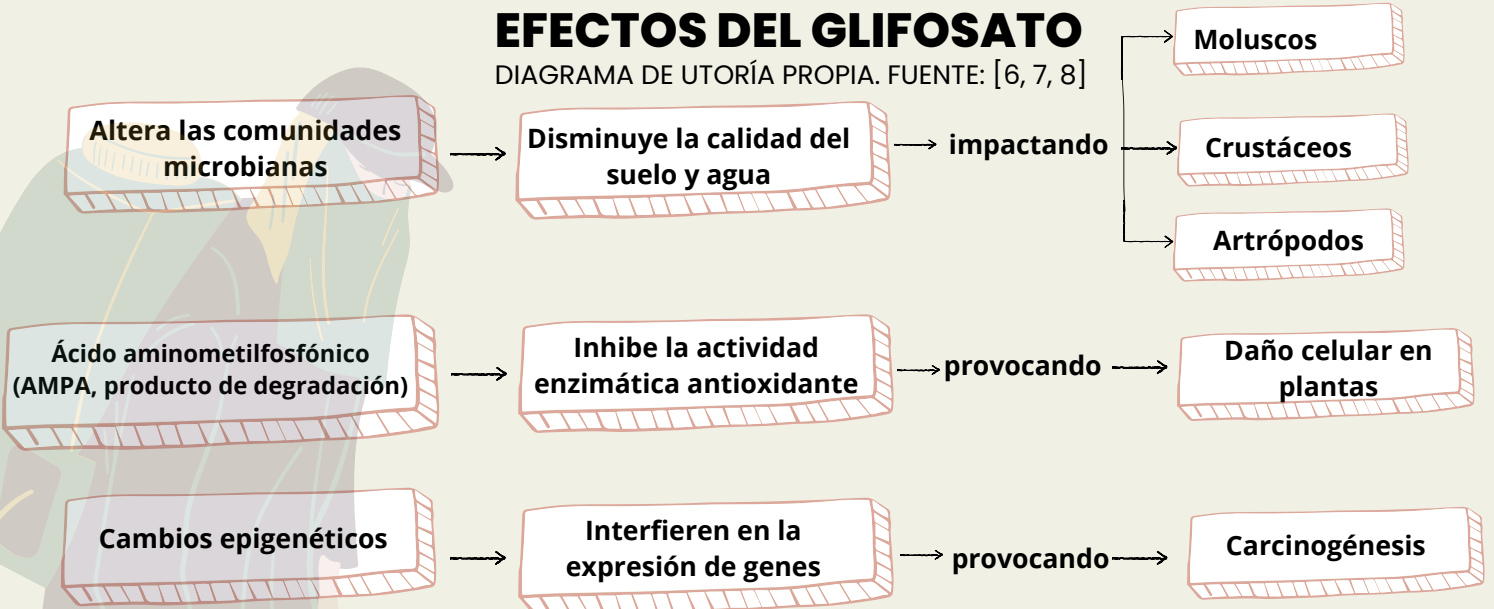 EFECTOS DEL GLIFOSATO
DIAGRAMA DE UTORÍA PROPIA. FUENTE: [6, 7, 8]
Altera las comunidades
microbianas
Disminuye la calidad del
suelo y agua
impactando
Moluscos
Crustáceos
Artrópodos
Ácido aminometilfosfónico
(AMPA, producto de degradación)
Inhibe la actividad
enzimática antioxidante
provocando
Daño celular en
plantas
Cambios epigenéticos
Interfieren en la
expresión de genes
provocando
Carcinogénesis